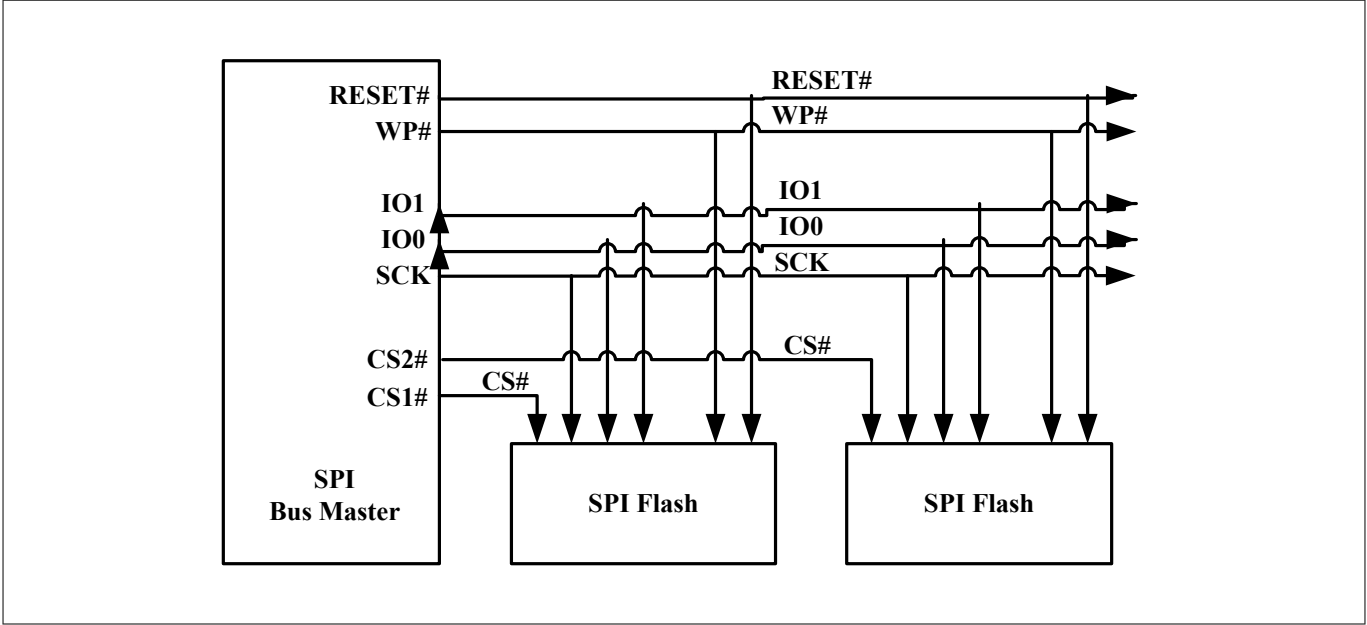 RESET#
RESET#
WP#
WP#
IO1
IO1
IO0
IO0
SCK
SCK
CS2#
CS#
CS1#
CS#
SPI
Bus Master
SPI Flash
SPI Flash